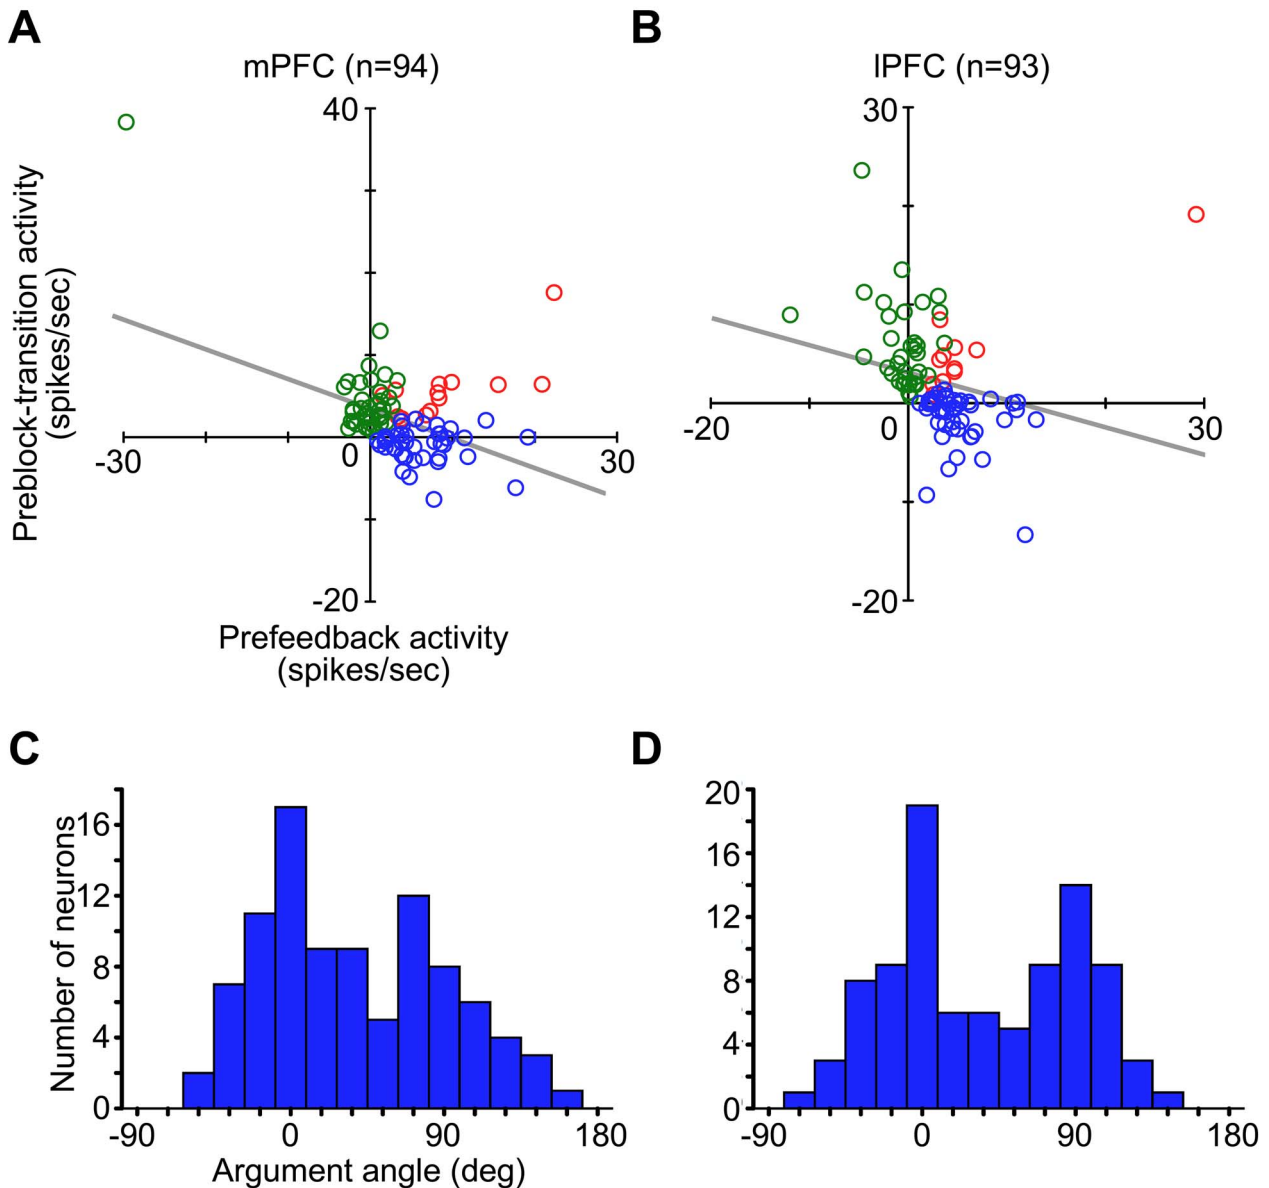 A
B
mPFC (n=94)
lPFC (n=93)
40
30
Preblock-transition activity
(spikes/sec)
-30
0
30
-20
0
30
-20
-20
Prefeedback activity
(spikes/sec)
C
D
Number of neurons
16
12
8
4
0
20
16
12
8
4
0
-90 0 90 180
-90 0 90 180
Argument angle (deg)